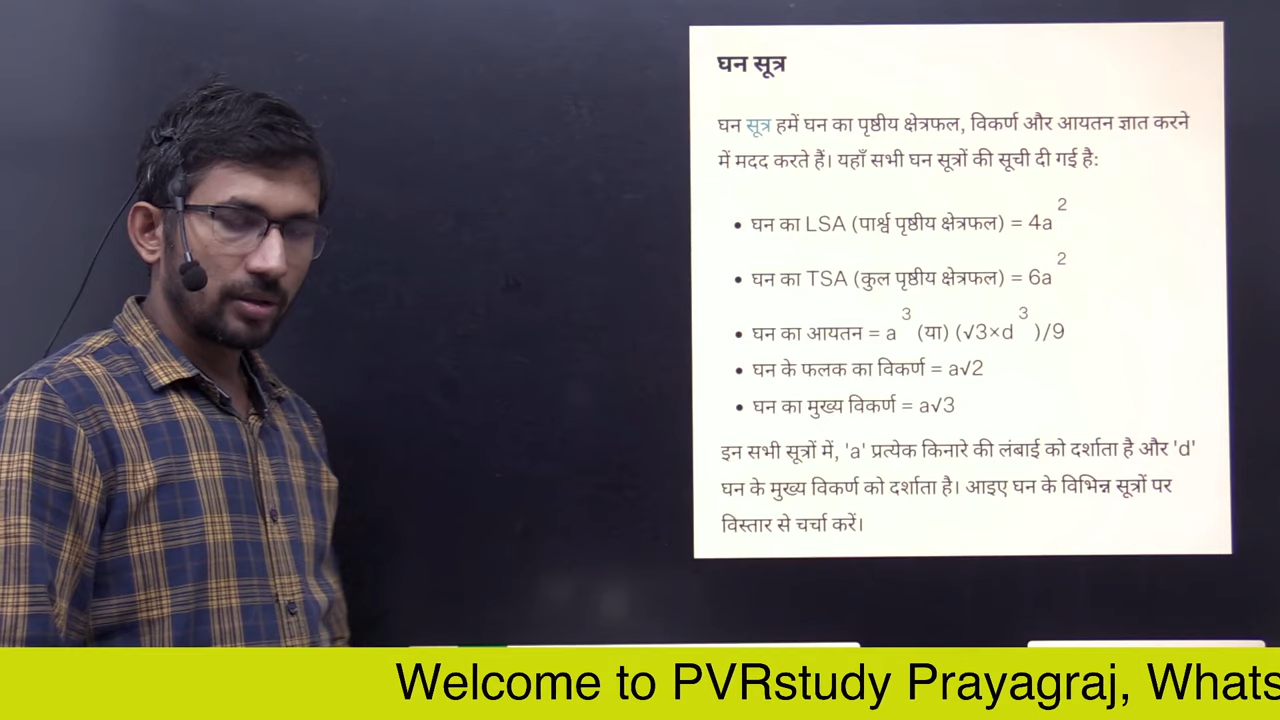 घन सूत्र
घन सूत्र हमें घन का पृष्ठीय क्षेत्रफल, विकर्ण और आयतन ज्ञात करने
में मदद करते हैं। यहाँ सभी घन सूत्रों की सूची दी गई है:
• घन का LSA (पार्श्व पृष्ठीय क्षेत्रफल) = 4a²
• घन का TSA (कुल पृष्ठीय क्षेत्रफल) = 6a²
• घन का आयतन = a³ (या) (√3×d³)/9
• घन के फलक का विकर्ण = a√2
• घन का मुख्य विकर्ण = a√3
इन सभी सूत्रों में, 'a' प्रत्येक किनारे की लंबाई को दर्शाता है और 'd'
घन के मुख्य विकर्ण को दर्शाता है। आइए घन के विभिन्न सूत्रों पर
विस्तार से चर्चा करें।
Welcome to PVRstudy Prayagraj, Whats